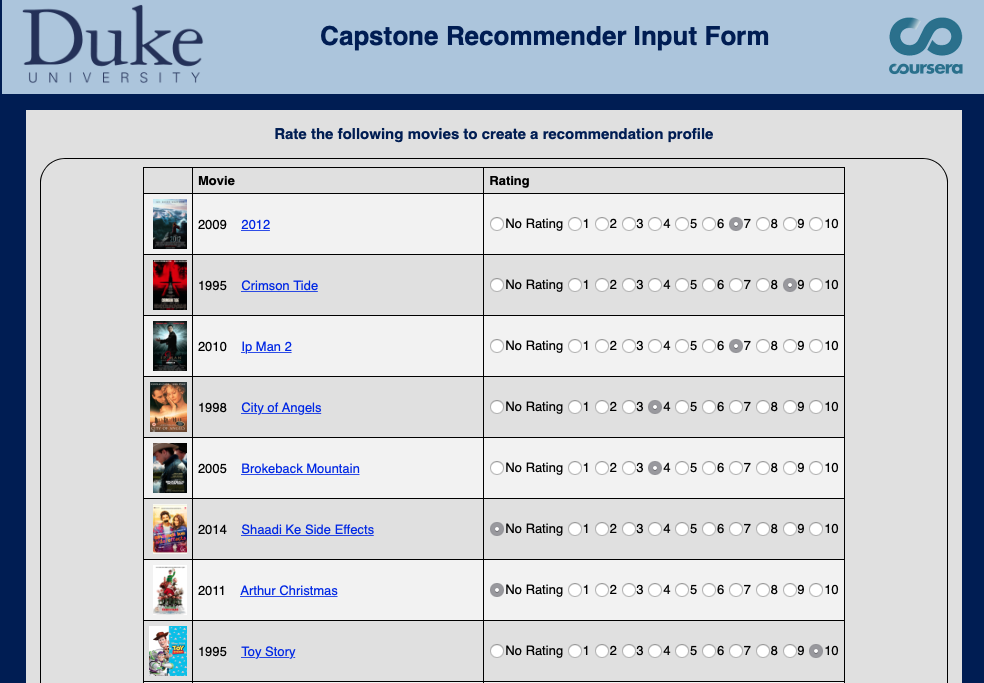 Duke
UNIVERSITY
Capstone Recommender Input Form
coursera
Rate the following movies to create a recommendation profile
Movie Rating
2009 2012 No Rating 1 2 3 4 5 6 7 8 9 10
1995 Crimson Tide No Rating 1 2 3 4 5 6 7 8 9 10
2010 Ip Man 2 No Rating 1 2 3 4 5 6 7 8 9 10
1998 City of Angels No Rating 1 2 3 4 5 6 7 8 9 10
2005 Brokeback Mountain No Rating 1 2 3 4 5 6 7 8 9 10
2014 Shaadi Ke Side Effects No Rating 1 2 3 4 5 6 7 8 9 10
2011 Arthur Christmas No Rating 1 2 3 4 5 6 7 8 9 10
1995 Toy Story No Rating 1 2 3 4 5 6 7 8 9 10